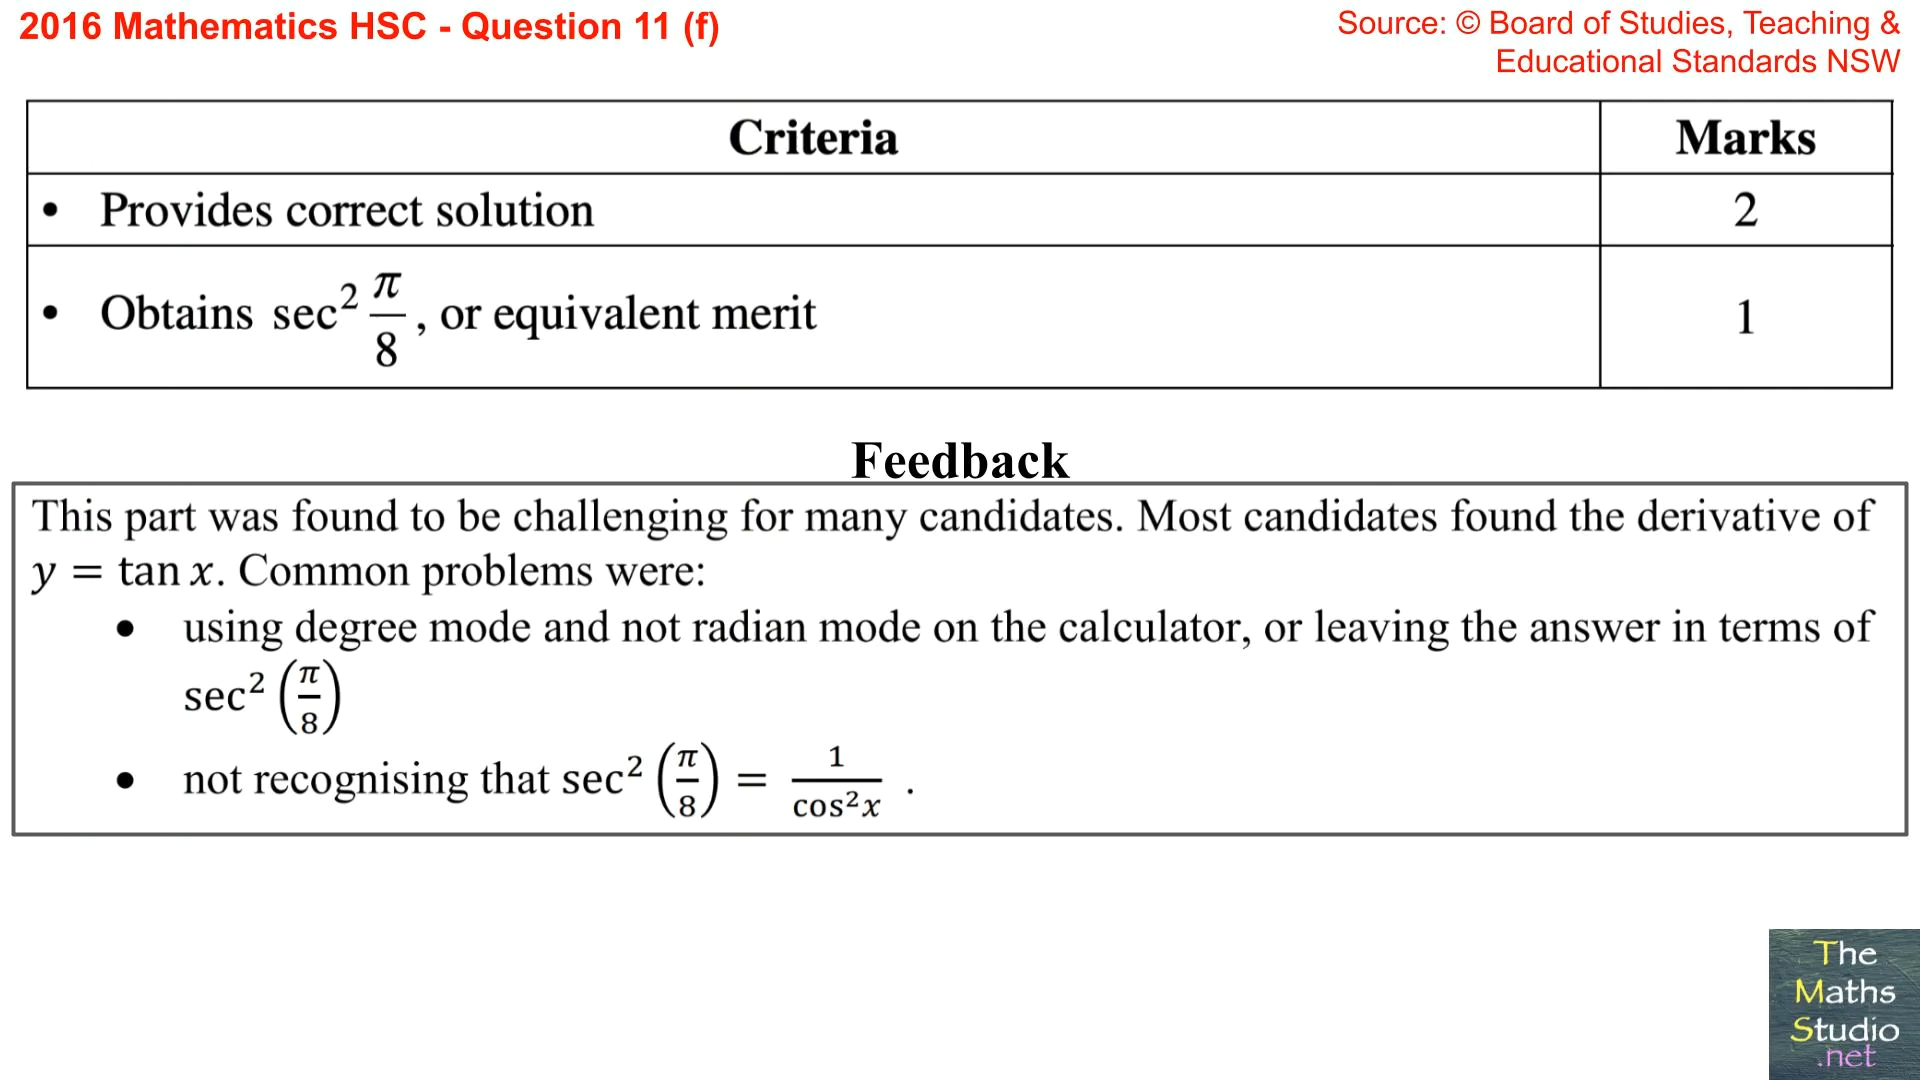 2016 Mathematics HSC - Question 11 (f)
Source: © Board of Studies, Teaching &
Educational Standards NSW
Criteria Marks
• Provides correct solution 2
• Obtains sec² π/8, or equivalent merit 1
Feedback
This part was found to be challenging for many candidates. Most candidates found the derivative of
y = tan x. Common problems were:
• using degree mode and not radian mode on the calculator, or leaving the answer in terms of
sec² (π/8)
• not recognising that sec² (π/8) = 1/cos²x .
The
Maths
Studio
.net